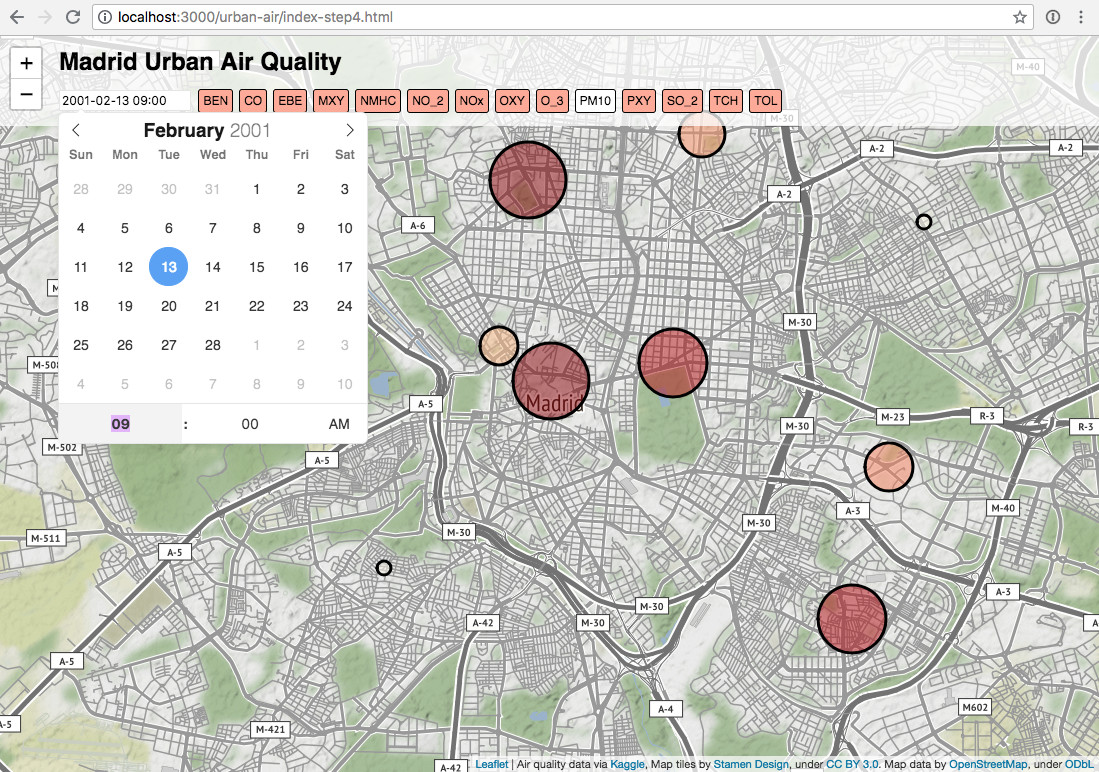 localhost:3000/urban-air/index-step4.html
+
Madrid Urban Air Quality
M-40
−
2001-02-13 09:00 BEN CO EBE MXY NMHC NO_2 NOx OXY O_3 PM10 PXY SO_2 TCH TOL
M-30
February 2001
Sun Mon Tue Wed Thu Fri Sat
28 29 30 31 1 2 3
4 5 6 7 8 9 10
11 12 13 14 15 16 17
18 19 20 21 22 23 24
25 26 27 28 1 2 3
4 5 6 7 8 9 10
09 : 00 AM
A-2
A-2
A-2
A-6
M-30
M-508
Madrid
A-5
M-23
R-3
M-30
R-3
M-502
A-5
M-40
A-3
M-30
M-30
M-511
A-5
A-3
M-30
A-42
M-30
A-5
M602
A-4
A-5
M-421
A-42
Leaflet | Air quality data via Kaggle, Map tiles by Stamen Design, under CC BY 3.0. Map data by OpenStreetMap, under ODbL